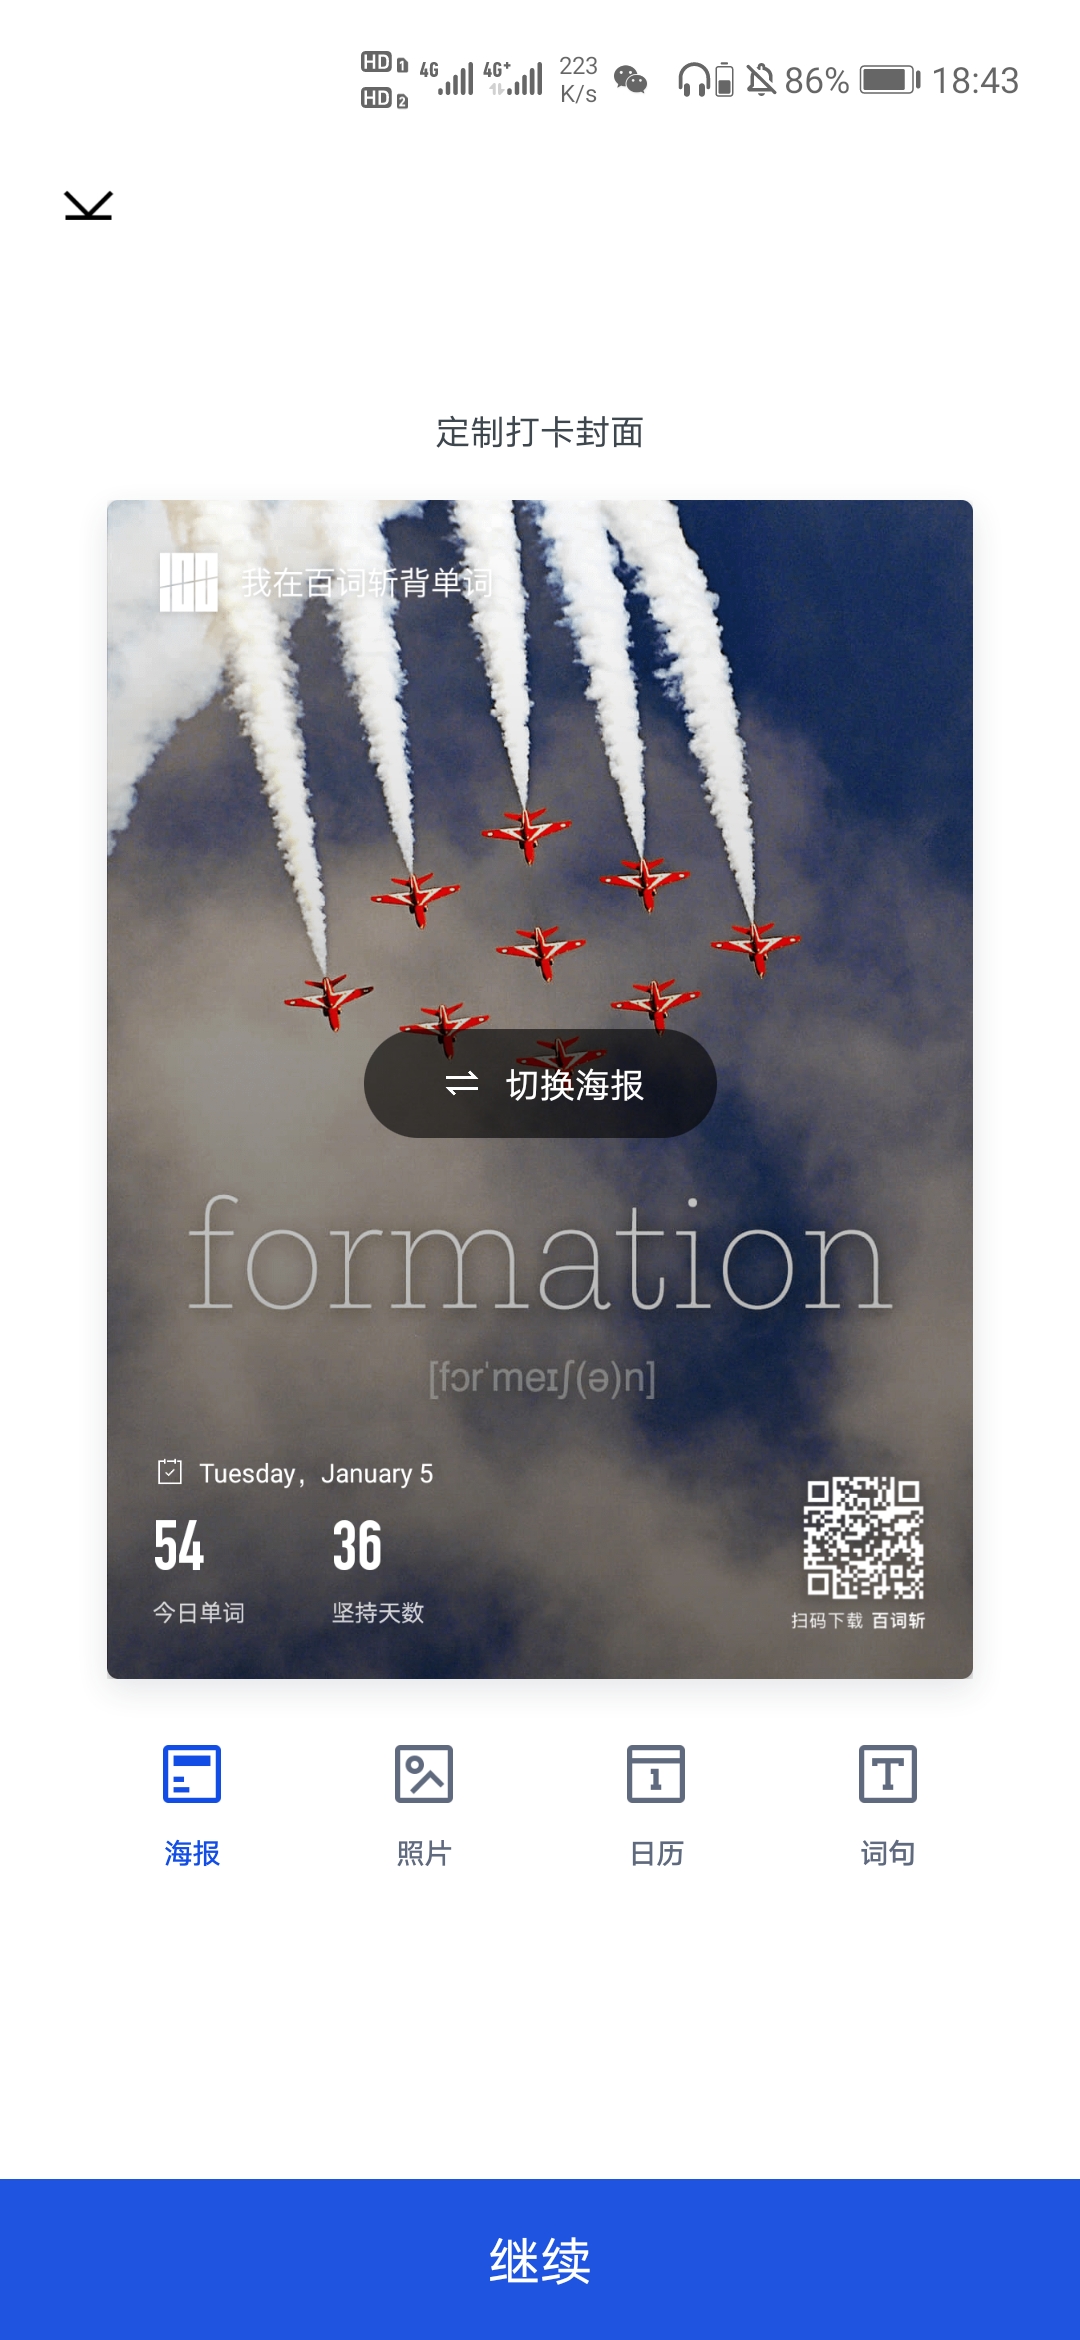 HD 1 4G 4G+ 223 K/s 86% 18:43
HD 2
定制打卡封面
100 我在百词斩背单词
切换海报
formation
[fɔrˈmeɪʃ(ə)n]
Tuesday，January 5
54 36
今日单词 坚持天数
扫码下载 百词斩
海报 照片 日历 词句
继续